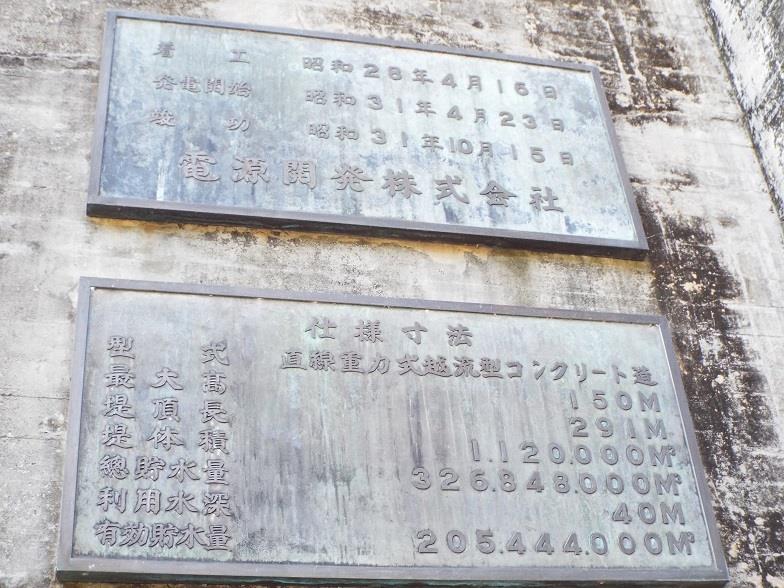 着工 昭和28年4月16日
発電開始 昭和31年4月23日
竣功 昭和31年10月15日
電源開発株式会社
仕様寸法
型式 直線重力式越流型コンクリート造
最大高 150M
堤頂長 291M
堤体積 1.120.000M³
總貯水量 326.848.000M³
利用水深 40M
有効貯水量 205.444.000M³